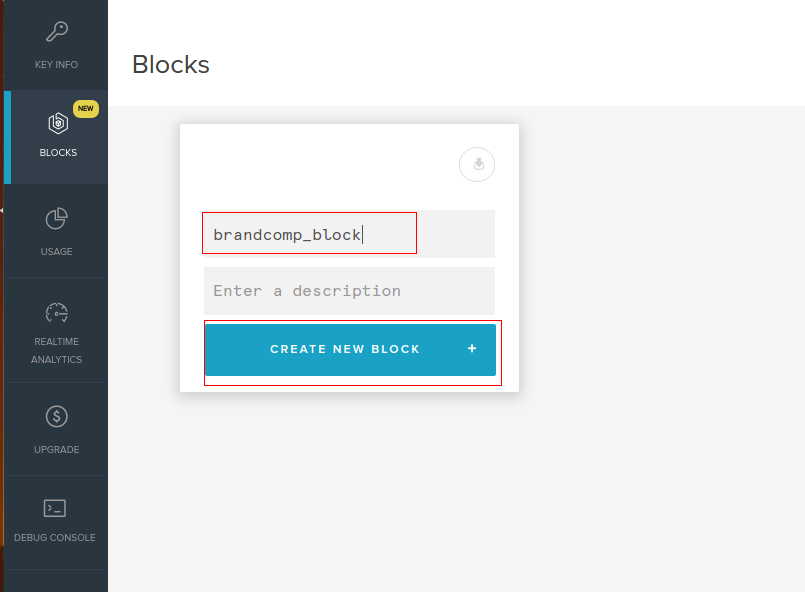 KEY INFO
NEW
BLOCKS
USAGE
REALTIME
ANALYTICS
UPGRADE
DEBUG CONSOLE
Blocks
brandcomp_block
Enter a description
CREATE NEW BLOCK +